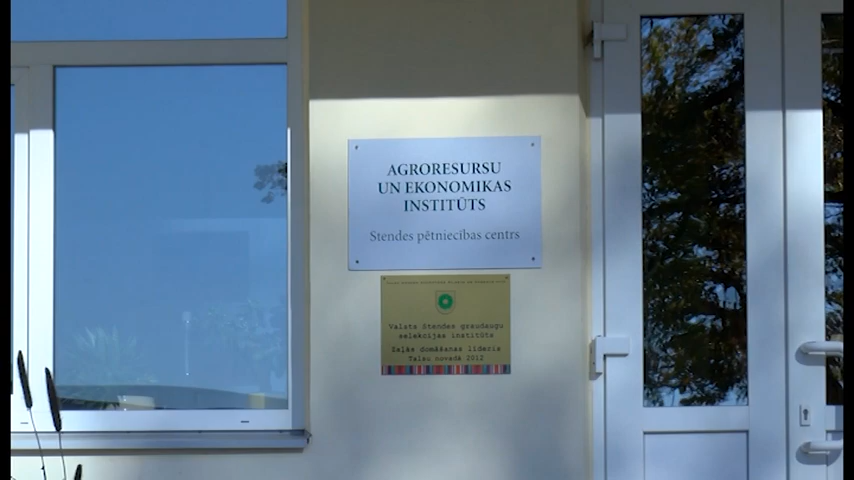 AGRORESURSU
UN EKONOMIKAS
INSTITŪTS
Stendes pētniecības centrs
Valsts Stendes graudaugu
selekcijas institūts
Zaļās domāšanas līderis
Talsu novadā 2012